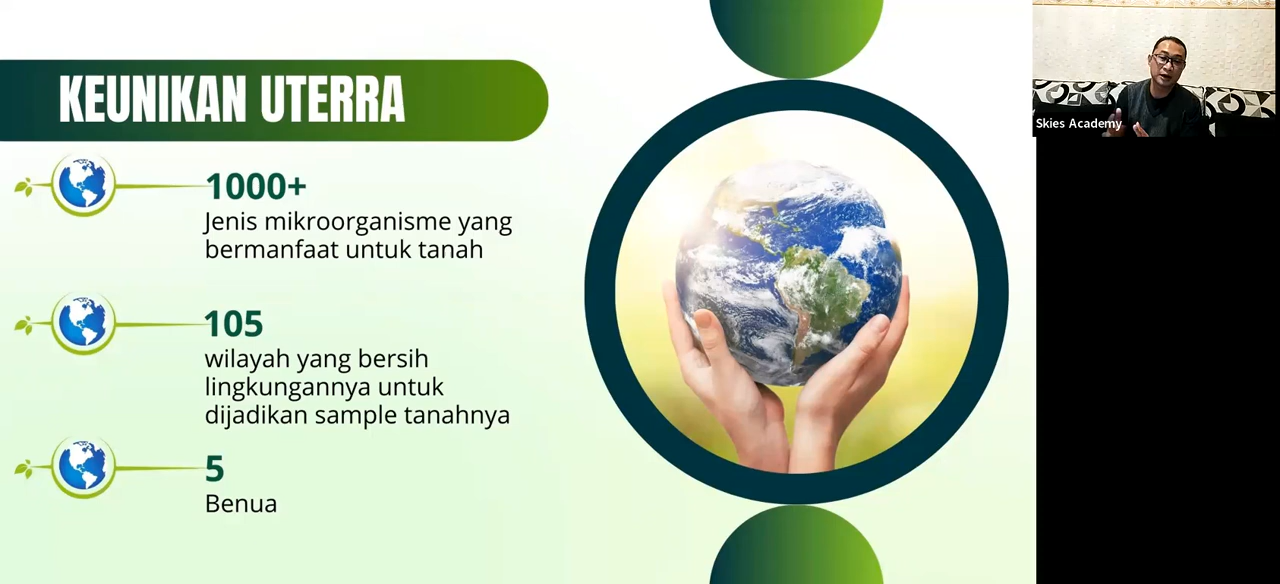 KEUNIKAN UTERRA
1000+
Jenis mikroorganisme yang
bermanfaat untuk tanah
105
wilayah yang bersih
lingkungannya untuk
dijadikan sample tanahnya
5
Benua
Skies Academy